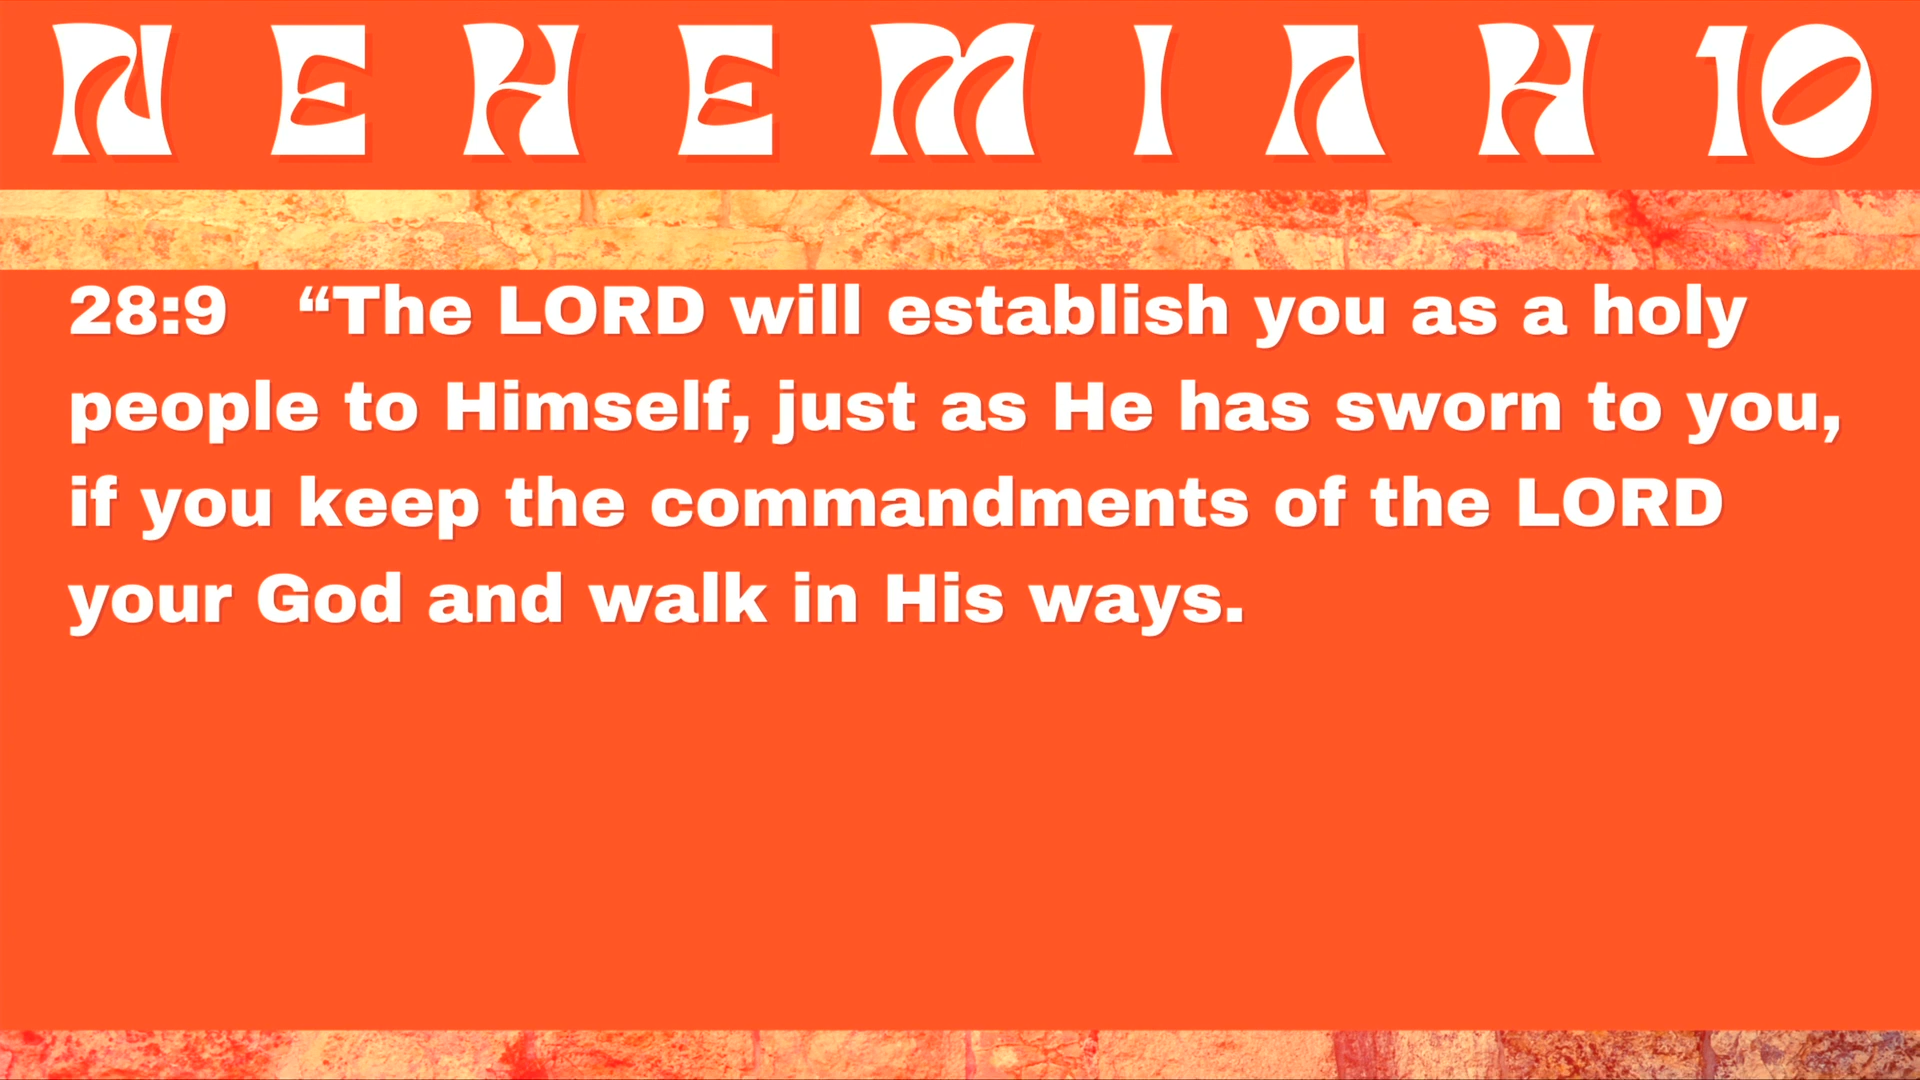 NEHEMIAH 10
28:9 “The LORD will establish you as a holy
people to Himself, just as He has sworn to you,
if you keep the commandments of the LORD
your God and walk in His ways.